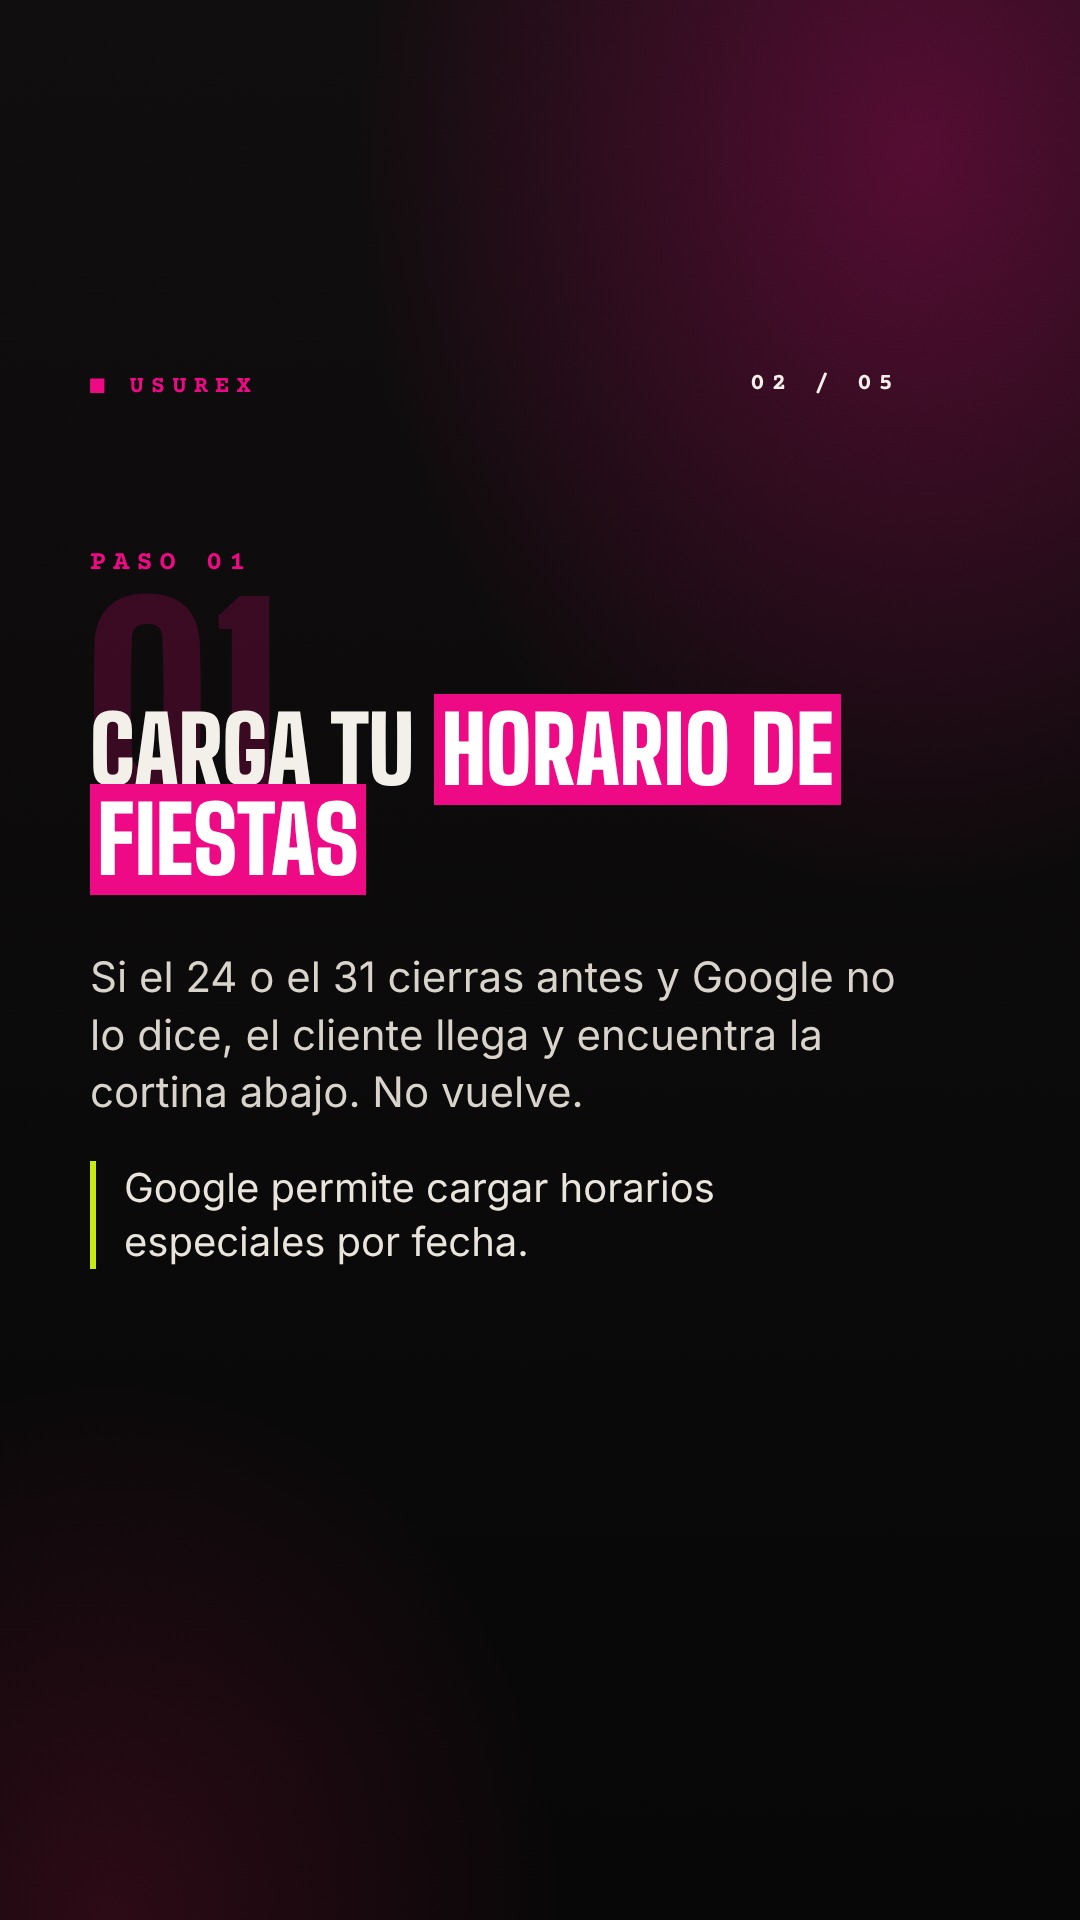 USUREX
02 / 05
PASO 01
01
CARGA TU HORARIO DE
FIESTAS
Si el 24 o el 31 cierras antes y Google no
lo dice, el cliente llega y encuentra la
cortina abajo. No vuelve.
Google permite cargar horarios
especiales por fecha.